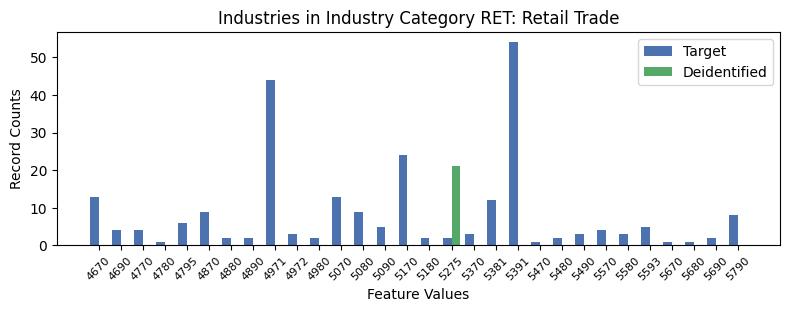 Industries in Industry Category RET: Retail Trade
Target
Deidentified
Record Counts
50
40
30
20
10
0
4670 4690 4770 4780 4795 4870 4880 4890 4971 4972 4980 5070 5080 5090 5170 5180 5275 5370 5381 5391 5470 5480 5490 5570 5580 5593 5670 5680 5690 5790
Feature Values